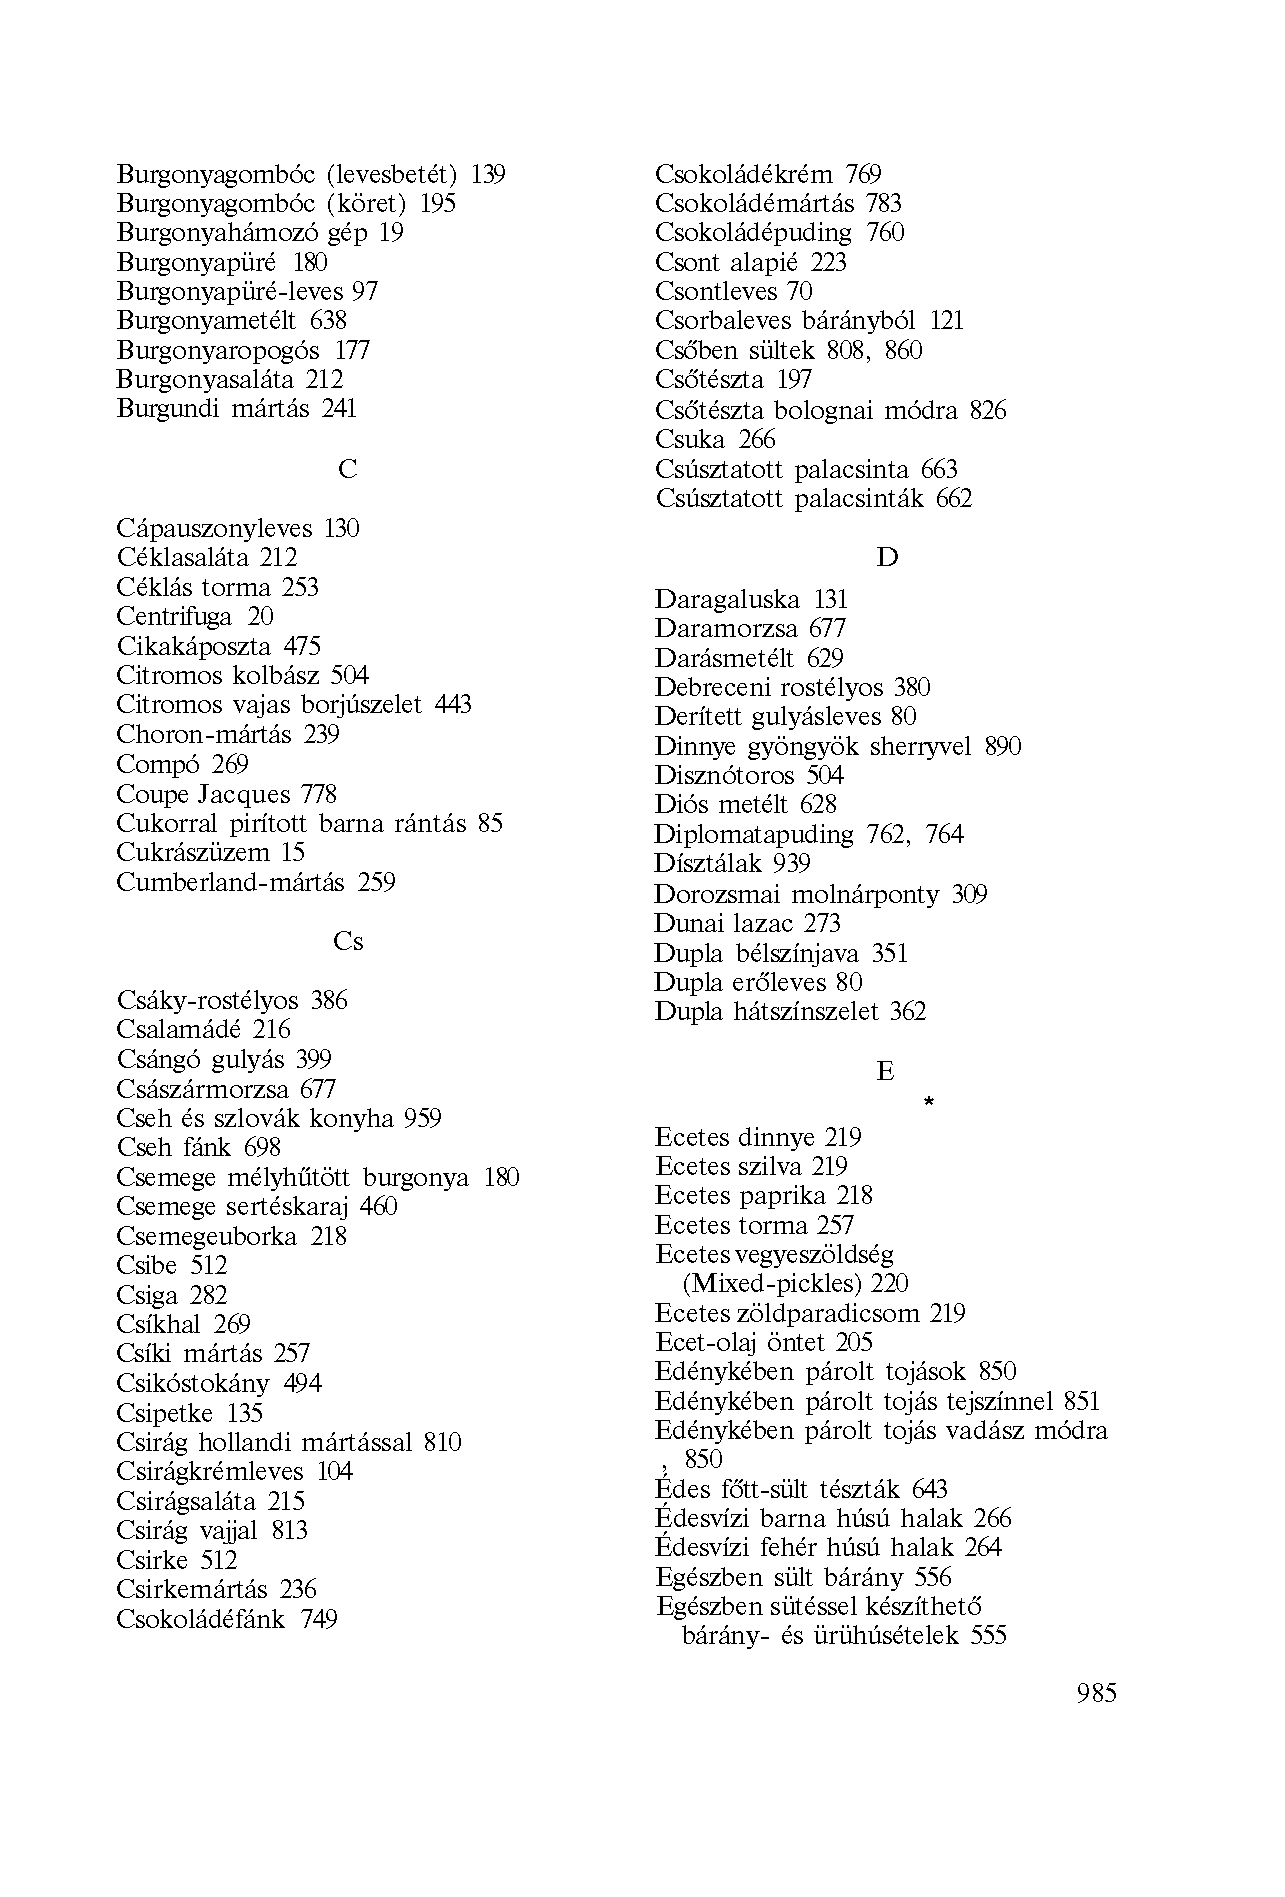 Burgonyagombóc (levesbetét) 139
Burgonyagombóc (köret) 195
Burgonyahámozó gép 19
Burgonyapüré 180
Burgonyapüré-leves 97
Burgonyametélt 638
Burgonyaropogós 177
Burgonyasaláta 212
Burgundi mártás 241
C
Cápauszonyleves 130
Céklasaláta 212
Céklás torma 253
Centrifuga 20
Cikakáposzta 475
Citromos kolbász 504
Citromos vajas borjúszelet 443
Choron-mártás 239
Compó 269
Coupe Jacques 778
Cukorral pirított barna rántás 85
Cukrászüzem 15
Cumberland-mártás 259
Cs
Csáky-rostélyos 386
Csalamádé 216
Csángó gulyás 399
Császármorzsa 677
Cseh és szlovák konyha 959
Cseh fánk 698
Csemege mélyhűtött burgonya 180
Csemege sertéskaraj 460
Csemegeuborka 218
Csibe 512
Csiga 282
Csíkhal 269
Csíki mártás 257
Csikóstokány 494
Csipetke 135
Csirág hollandi mártással 810
Csirágkrémleves 104
Csirágsaláta 215
Csirág vajjal 813
Csirke 512
Csirkemártás 236
Csokoládéfánk 749
Csokoládékrém 769
Csokoládémártás 783
Csokoládépuding 760
Csont alapié 223
Csontleves 70
Csorbaleves bárányból 121
Csőben sültek 808, 860
Csőtészta 197
Csőtészta bolognai módra 826
Csuka 266
Csúsztatott palacsinta 663
Csúsztatott palacsinták 662
D
Daragaluska 131
Daramorzsa 677
Darásmetélt 629
Debreceni rostélyos 380
Derített gulyásleves 80
Dinnye gyöngyök sherryvel 890
Disznótoros 504
Diós metélt 628
Diplomatapuding 762, 764
Dísztálak 939
Dorozsmai molnárponty 309
Dunai lazac 273
Dupla bélszínjava 351
Dupla erőleves 80
Dupla hátszínszelet 362
E
*
Ecetes dinnye 219
Ecetes szilva 219
Ecetes paprika 218
Ecetes torma 257
Ecetes vegyeszöldség
(Mixed-pickles) 220
Ecetes zöldparadicsom 219
Ecet-olaj öntet 205
Edénykében párolt tojások 850
Edénykében párolt tojás tejszínnel 851
Edénykében párolt tojás vadász módra
, 850
Édes főtt-sült tészták 643
Édesvízi barna húsú halak 266
Édesvízi fehér húsú halak 264
Egészben sült bárány 556
Egészben sütéssel készíthető
bárány- és ürühúsételek 555
985